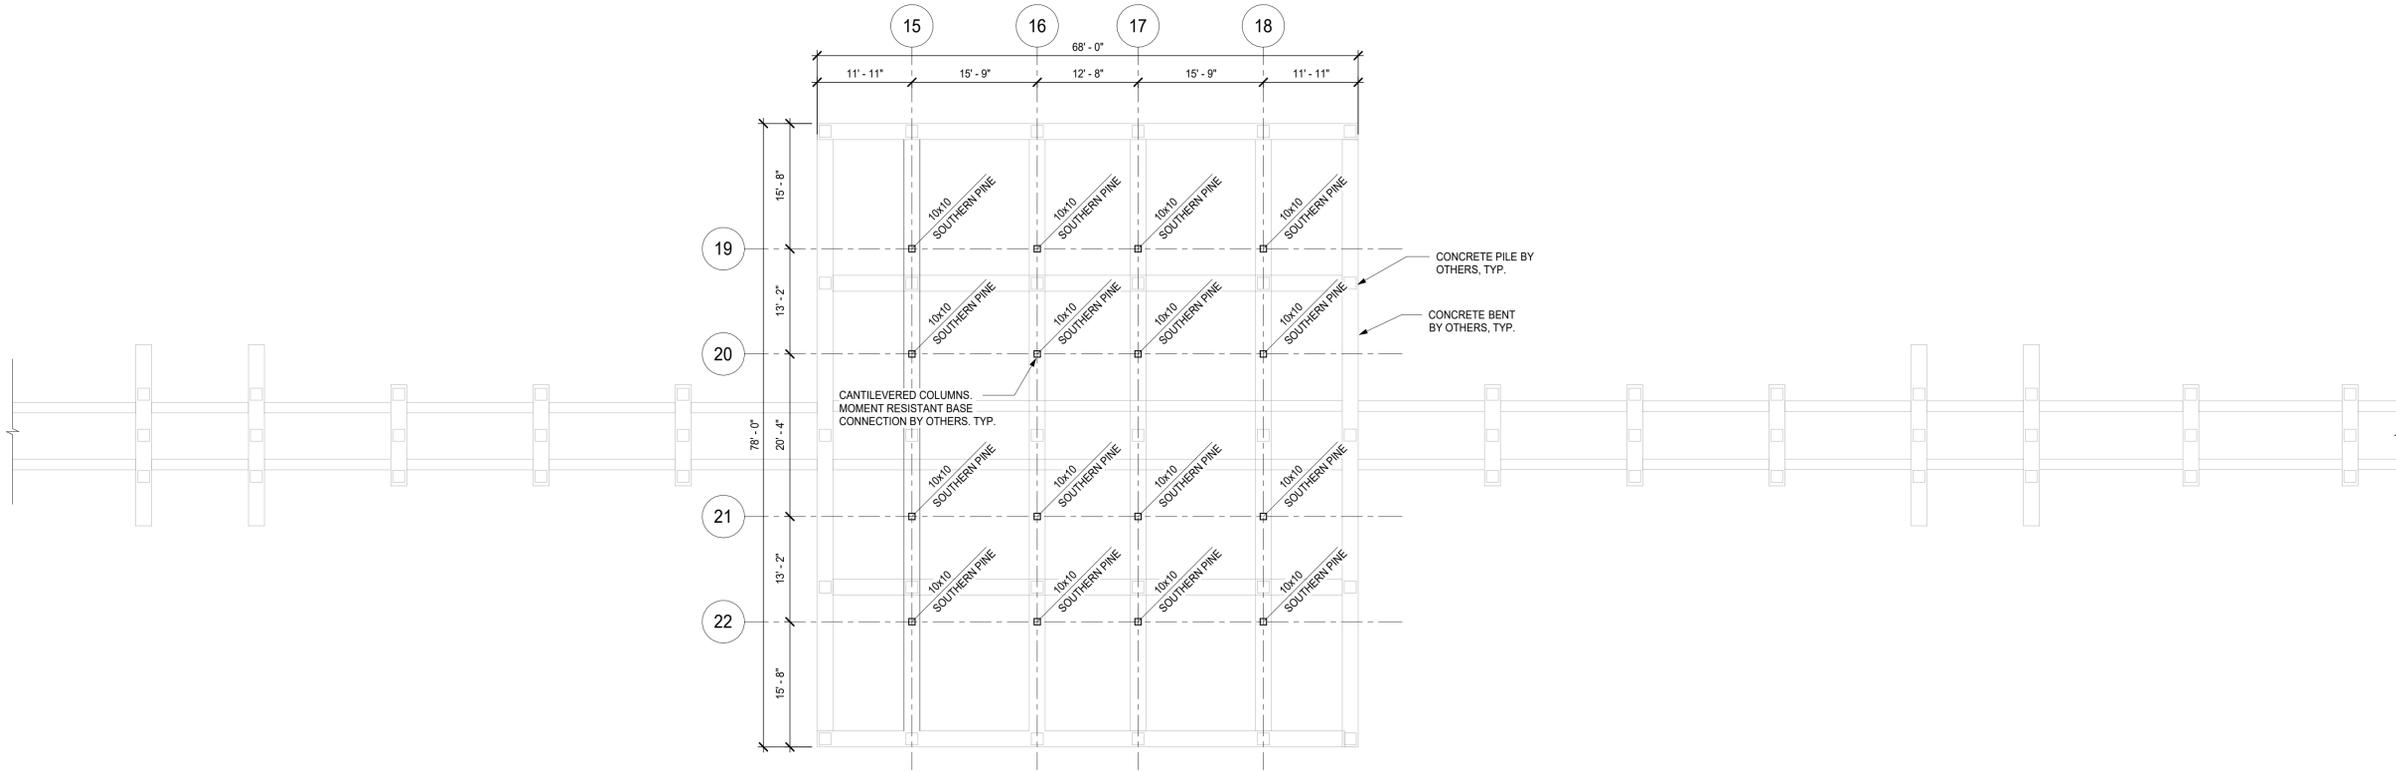 15
16
17
18
68' - 0"
11' - 11"
15' - 9"
12' - 8"
15' - 9"
11' - 11"
15' - 8"
10x10
SOUTHERN PINE
10x10
SOUTHERN PINE
10x10
SOUTHERN PINE
10x10
SOUTHERN PINE
19
CONCRETE PILE BY
OTHERS, TYP.
13' - 2"
10x10
SOUTHERN PINE
10x10
SOUTHERN PINE
10x10
SOUTHERN PINE
10x10
SOUTHERN PINE
CONCRETE BENT
BY OTHERS, TYP.
20
CANTILEVERED COLUMNS.
MOMENT RESISTANT BASE
CONNECTION BY OTHERS. TYP.
78' - 0"
20' - 4"
10x10
SOUTHERN PINE
10x10
SOUTHERN PINE
10x10
SOUTHERN PINE
10x10
SOUTHERN PINE
21
13' - 2"
10x10
SOUTHERN PINE
10x10
SOUTHERN PINE
10x10
SOUTHERN PINE
10x10
SOUTHERN PINE
22
15' - 8"